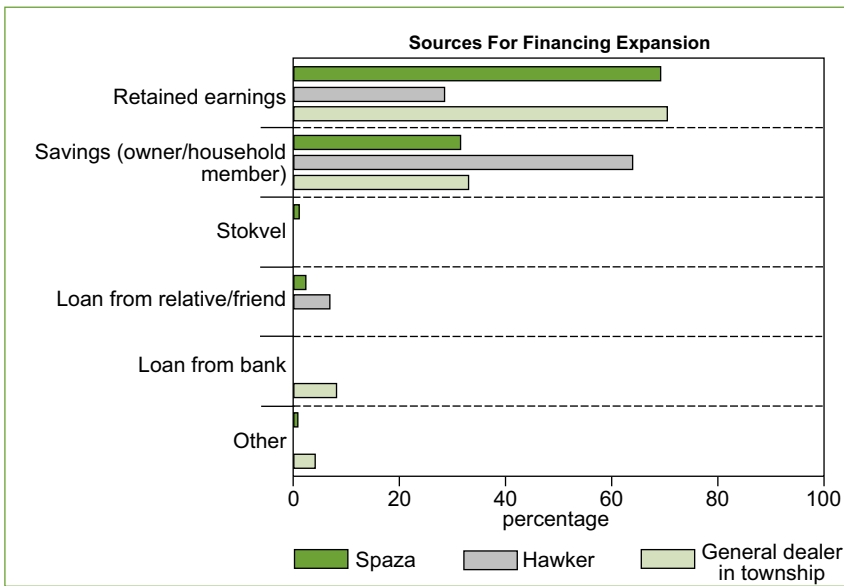 Sources For Financing Expansion
Retained earnings
Savings (owner/household
member)
Stokvel
Loan from relative/friend
Loan from bank
Other
0 20 40 60 80 100
percentage
Spaza Hawker General dealer
in township